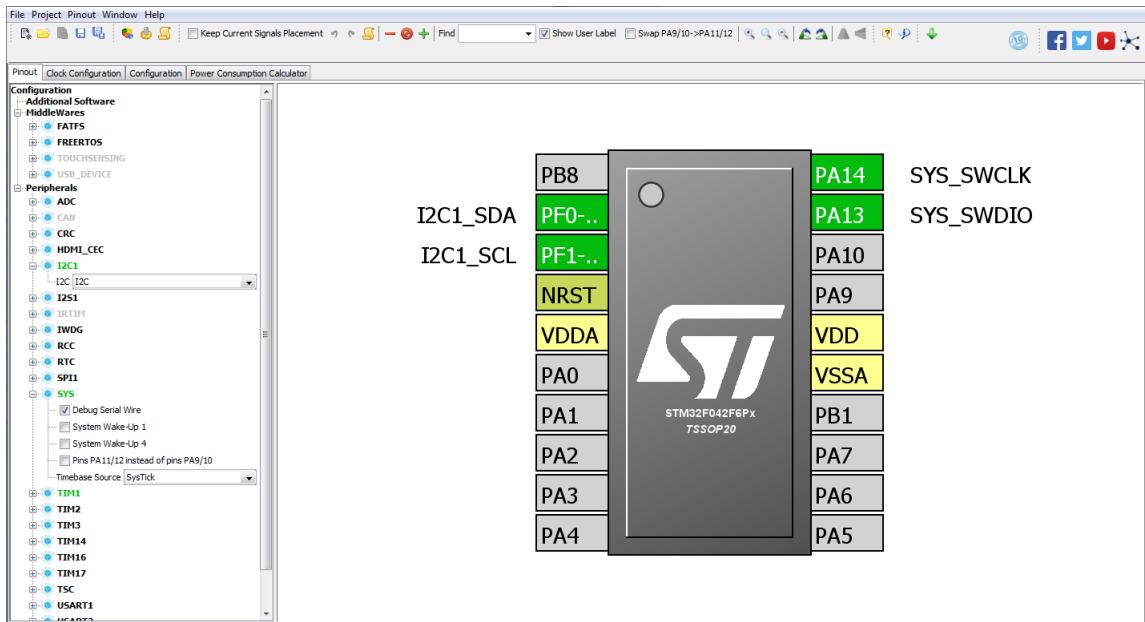 File Project Pinout Window Help
Keep Current Signals Placement Find Show User Label Swap PA9/10->PA11/12
Pinout Clock Configuration Configuration Power Consumption Calculator
Configuration
Additional Software
MiddleWares
FATFS
FREERTOS
TOUCHSENSING
USB_DEVICE
Peripherals
ADC
CAN
CRC
HDMI_CEC
I2C1
I2C I2C
I2S1
IRTIM
IWDG
RCC
RTC
SPI1
SYS
Debug Serial Wire
System Wake-Up 1
System Wake-Up 4
Pins PA11/12 instead of pins PA9/10
Timebase Source SysTick
TIM1
TIM2
TIM3
TIM14
TIM16
TIM17
TSC
USART1
USART2
PB8 PA14 SYS_SWCLK
I2C1_SDA PF0-.. PA13 SYS_SWDIO
I2C1_SCL PF1-.. PA10
NRST PA9
VDDA VDD
PA0 VSSA
PA1 PB1
PA2 PA7
PA3 PA6
PA4 PA5
ST
STM32F042F6Px
TSSOP20